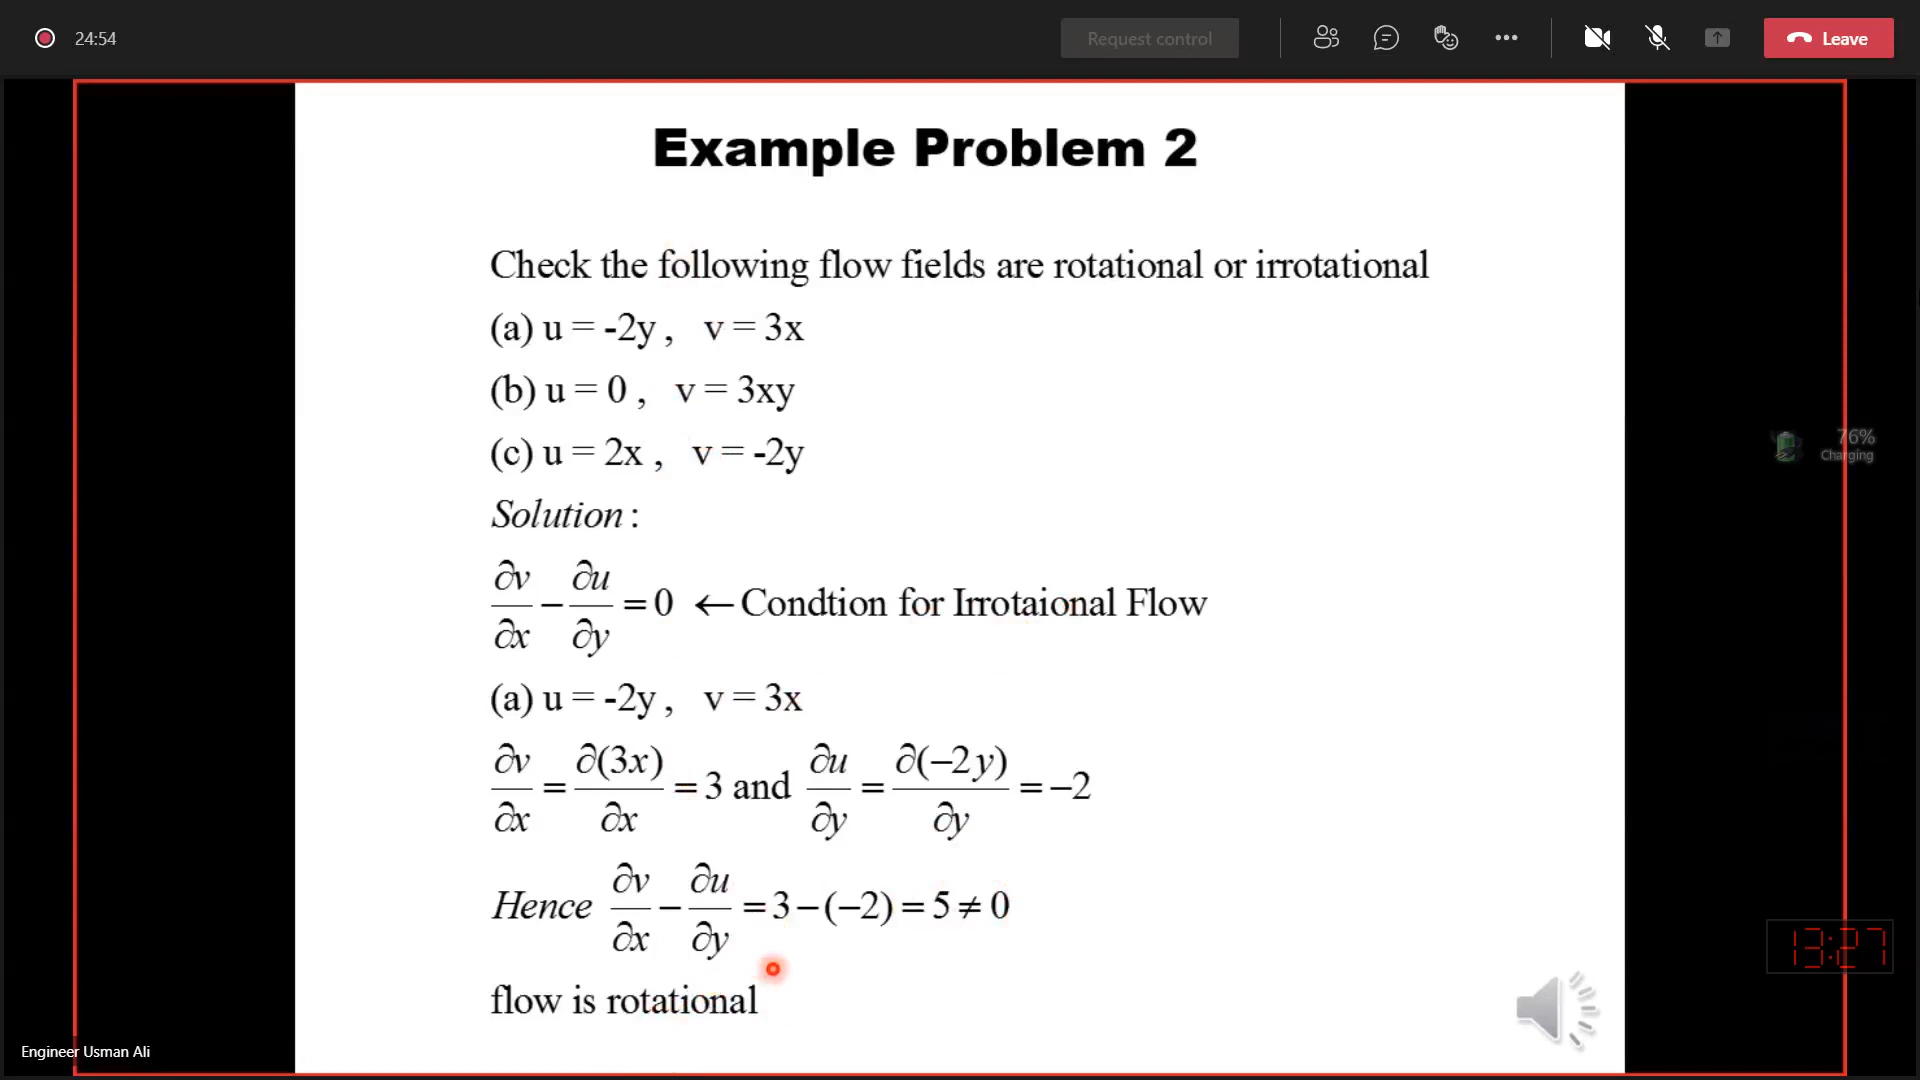 24:54
Request control
Leave
Example Problem 2
Check the following flow fields are rotational or irrotational
(a) u = -2y ,   v = 3x
(b) u = 0 ,   v = 3xy
(c) u = 2x ,   v = -2y
Solution :
∂v/∂x − ∂u/∂y = 0 ← Condtion for Irrotaional Flow
(a) u = -2y ,   v = 3x
∂v/∂x = ∂(3x)/∂x = 3 and ∂u/∂y = ∂(−2y)/∂y = −2
Hence ∂v/∂x − ∂u/∂y = 3 − (−2) = 5 ≠ 0
flow is rotational
76%
Charging
13:27
Engineer Usman Ali